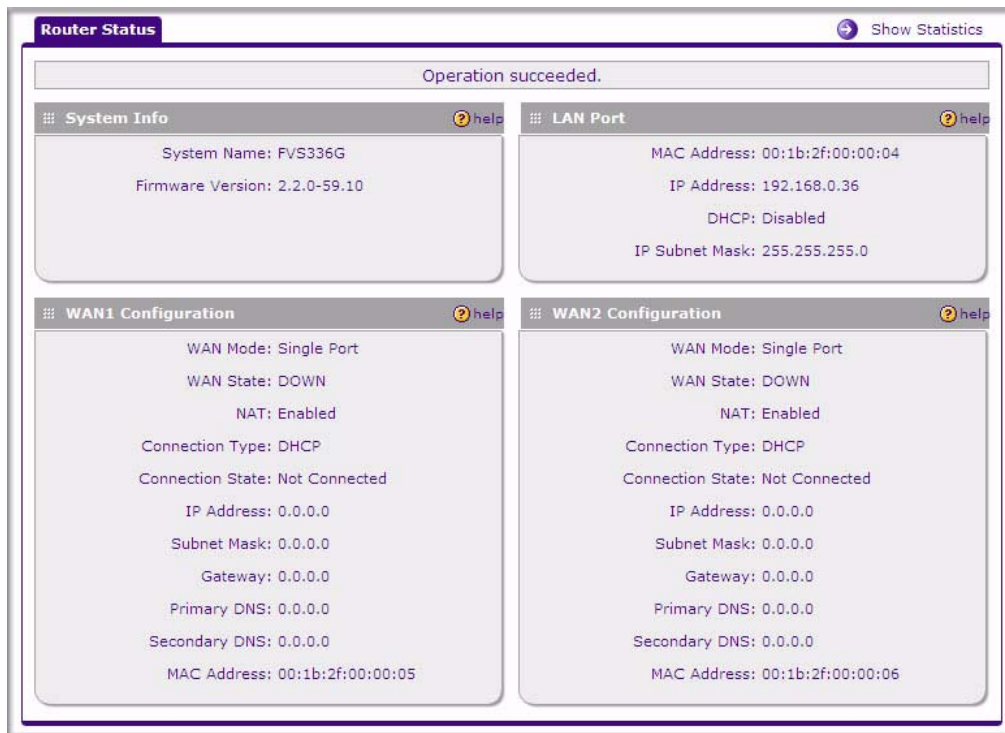 Router Status
Show Statistics
Operation succeeded.
System Info
help
System Name: FVS336G
Firmware Version: 2.2.0-59.10
LAN Port
help
MAC Address: 00:1b:2f:00:00:04
IP Address: 192.168.0.36
DHCP: Disabled
IP Subnet Mask: 255.255.255.0
WAN1 Configuration
help
WAN Mode: Single Port
WAN State: DOWN
NAT: Enabled
Connection Type: DHCP
Connection State: Not Connected
IP Address: 0.0.0.0
Subnet Mask: 0.0.0.0
Gateway: 0.0.0.0
Primary DNS: 0.0.0.0
Secondary DNS: 0.0.0.0
MAC Address: 00:1b:2f:00:00:05
WAN2 Configuration
help
WAN Mode: Single Port
WAN State: DOWN
NAT: Enabled
Connection Type: DHCP
Connection State: Not Connected
IP Address: 0.0.0.0
Subnet Mask: 0.0.0.0
Gateway: 0.0.0.0
Primary DNS: 0.0.0.0
Secondary DNS: 0.0.0.0
MAC Address: 00:1b:2f:00:00:06